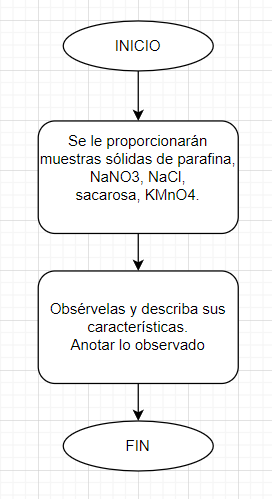 INICIO
Se le proporcionarán
muestras sólidas de parafina,
NaNO3, NaCl,
sacarosa, KMnO4.
Obsérvelas y describa sus
características.
Anotar lo observado
FIN